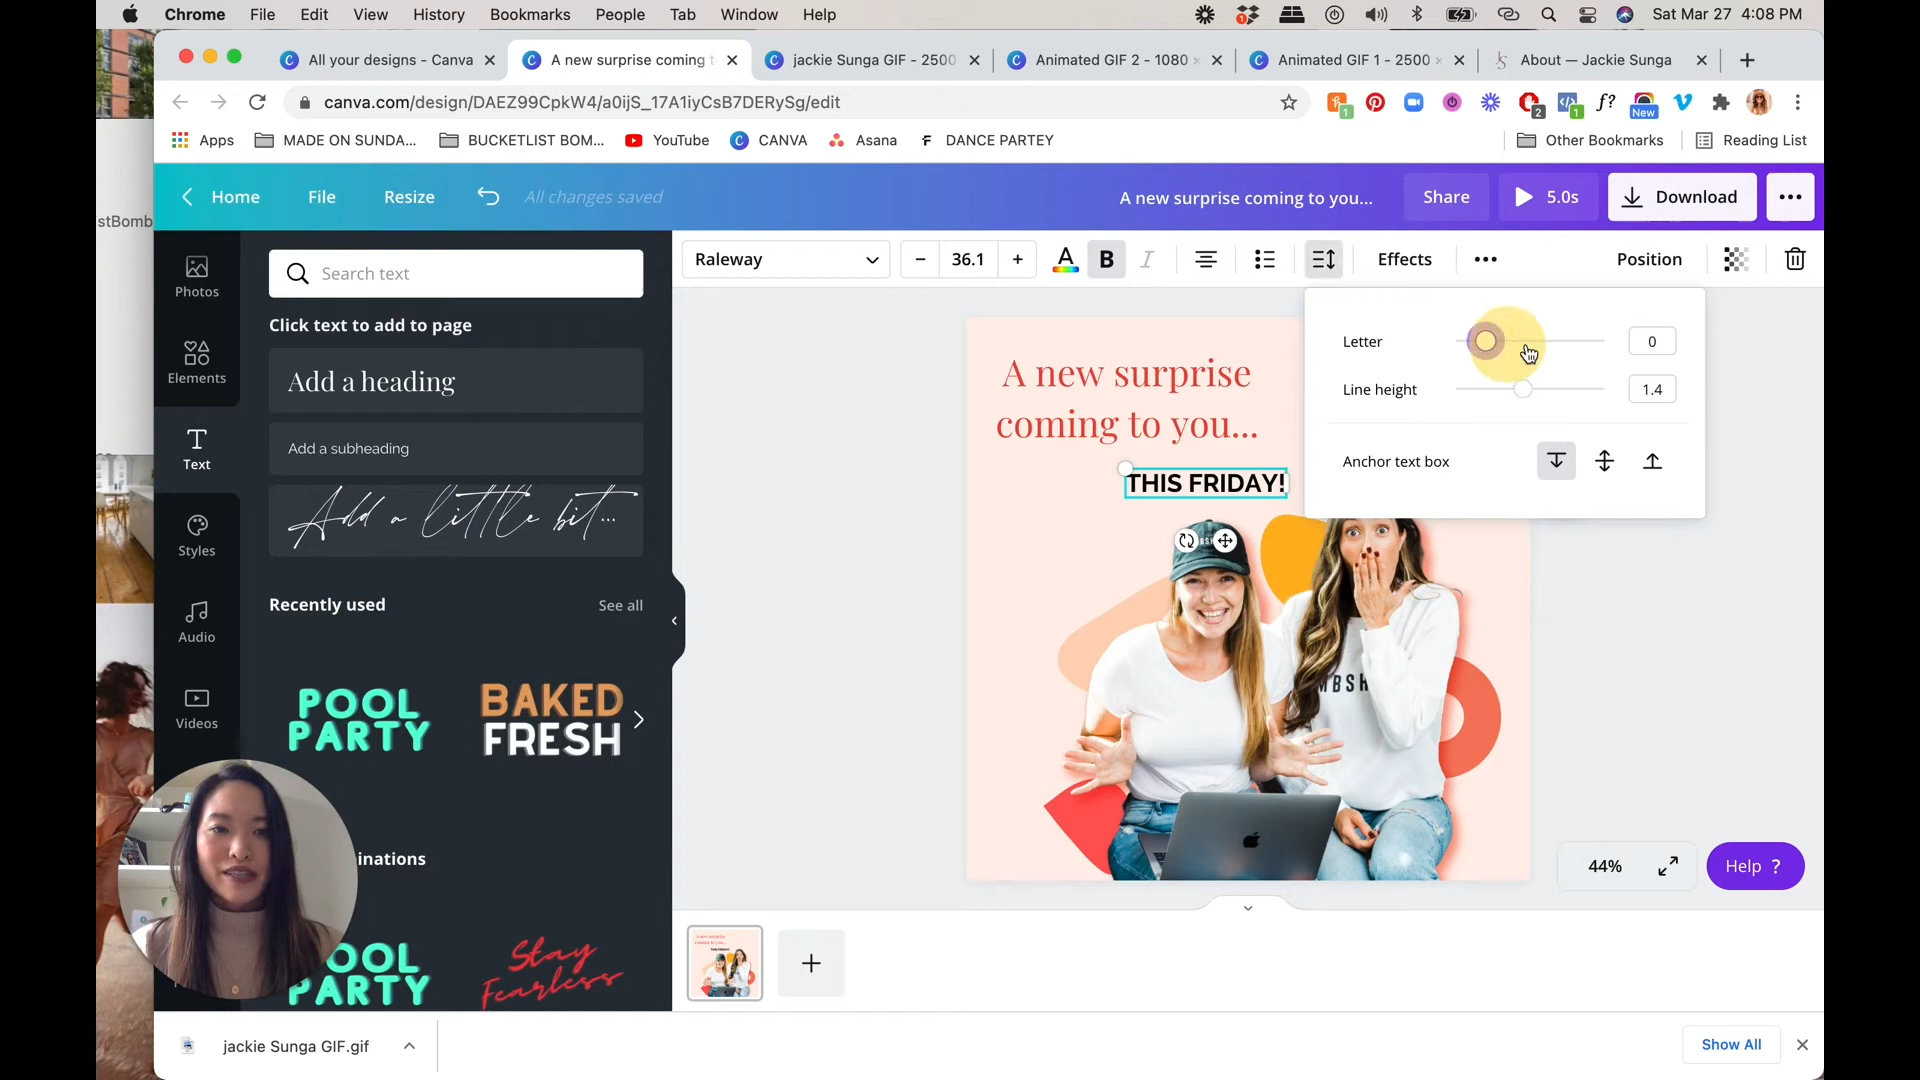 Chrome File Edit View History Bookmarks People Tab Window Help
Sat Mar 27 4:08 PM
All your designs - Canva
A new surprise coming t
jackie Sunga GIF - 2500
Animated GIF 2 - 1080
Animated GIF 1 - 2500
About — Jackie Sunga
canva.com/design/DAEZ99CpkW4/a0ijS_17A1iyCsB7DERySg/edit
New
Apps
MADE ON SUNDA...
BUCKETLIST BOM...
YouTube
CANVA
Asana
DANCE PARTEY
Other Bookmarks
Reading List
stBomb
Home File Resize All changes saved
A new surprise coming to you...
Share 5.0s Download
Photos
Elements
Text
Styles
Audio
Videos
Search text
Click text to add to page
Add a heading
Add a subheading
Add a little bit...
Recently used See all
POOL
PARTY
BAKED
FRESH
inations
OOL
PARTY
Stay
Fearless
Raleway 36.1 A B I Effects Position
Letter 0
Line height 1.4
Anchor text box
A new surprise
coming to you...
THIS FRIDAY!
MBSH
44%
Help ?
jackie Sunga GIF.gif
Show All